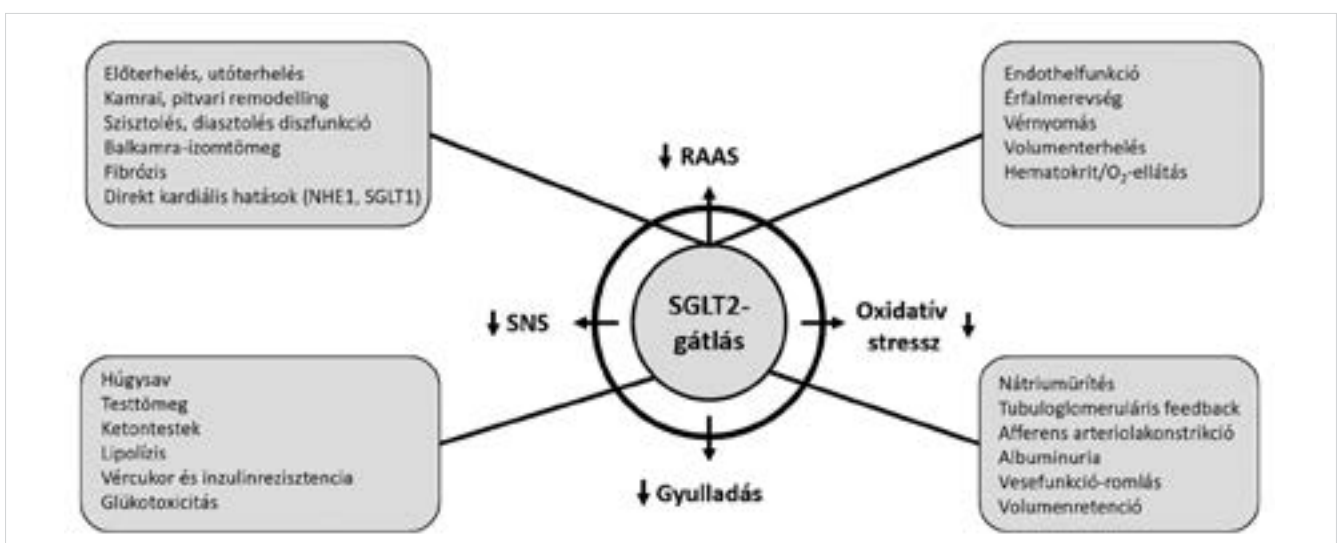 Előterhelés, utóterhelés
Kamrai, pitvari remodelling
Szisztolés, diasztolés diszfunkció
Balkamra-izomtömeg
Fibrózis
Direkt kardiális hatások (NHE1, SGLT1)
Endothelfunkció
Érfalmerevség
Vérnyomás
Volumenterhelés
Hematokrit/O₂-ellátás
↓ RAAS
↓ SNS
SGLT2-
gátlás
Oxidatív ↓
stressz
↓ Gyulladás
Húgysav
Testtömeg
Ketontestek
Lipolízis
Vércukor és inzulinrezisztencia
Glükotoxicitás
Nátriumürítés
Tubuloglomeruláris feedback
Afferens arteriolakonstrikció
Albuminuria
Vesefunkció-romlás
Volumenretenció